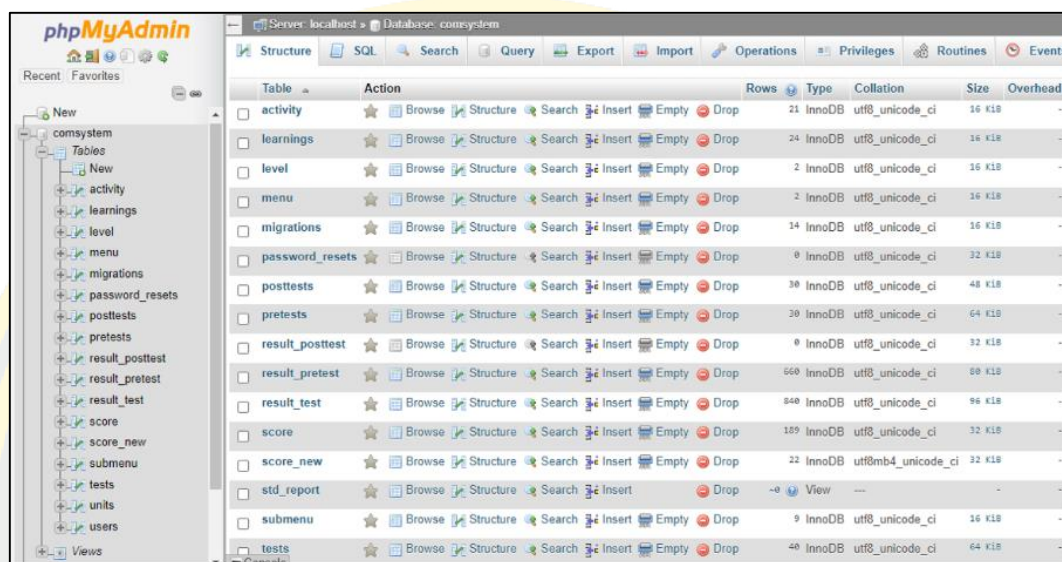 phpMyAdmin
Recent Favorites
New
comsystem
Tables
New
activity
learnings
level
menu
migrations
password_resets
posttests
pretests
result_posttest
result_pretest
result_test
score
score_new
submenu
tests
units
users
Views
Server: localhost » Database: comsystem
Structure SQL Search Query Export Import Operations Privileges Routines Event
Table Action Rows Type Collation Size Overhead
activity Browse Structure Search Insert Empty Drop 21 InnoDB utf8_unicode_ci 16 KiB -
learnings Browse Structure Search Insert Empty Drop 24 InnoDB utf8_unicode_ci 16 KiB -
level Browse Structure Search Insert Empty Drop 2 InnoDB utf8_unicode_ci 16 KiB -
menu Browse Structure Search Insert Empty Drop 2 InnoDB utf8_unicode_ci 16 KiB -
migrations Browse Structure Search Insert Empty Drop 14 InnoDB utf8_unicode_ci 16 KiB -
password_resets Browse Structure Search Insert Empty Drop 0 InnoDB utf8_unicode_ci 32 KiB -
posttests Browse Structure Search Insert Empty Drop 30 InnoDB utf8_unicode_ci 48 KiB -
pretests Browse Structure Search Insert Empty Drop 30 InnoDB utf8_unicode_ci 64 KiB -
result_posttest Browse Structure Search Insert Empty Drop 0 InnoDB utf8_unicode_ci 32 KiB -
result_pretest Browse Structure Search Insert Empty Drop 660 InnoDB utf8_unicode_ci 80 KiB -
result_test Browse Structure Search Insert Empty Drop 840 InnoDB utf8_unicode_ci 96 KiB -
score Browse Structure Search Insert Empty Drop 189 InnoDB utf8_unicode_ci 32 KiB -
score_new Browse Structure Search Insert Empty Drop 22 InnoDB utf8mb4_unicode_ci 32 KiB -
std_report Browse Structure Search Insert Drop ~0 View --- - -
submenu Browse Structure Search Insert Empty Drop 9 InnoDB utf8_unicode_ci 16 KiB -
tests Browse Structure Search Insert Empty Drop 40 InnoDB utf8_unicode_ci 64 KiB -
Console